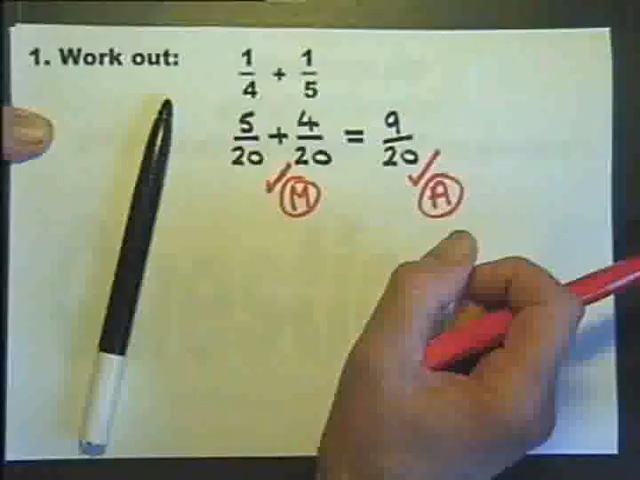 1. Work out: 1/4 + 1/5
5/20 + 4/20 = 9/20
✓ M ✓ A